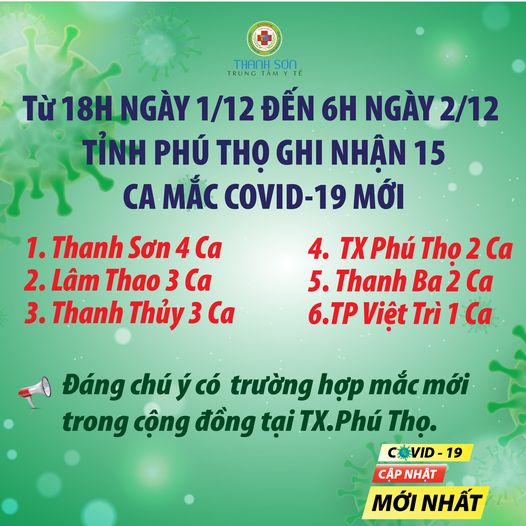 THANH SƠN
TRUNG TÂM Y TẾ
Từ 18H NGÀY 1/12 ĐẾN 6H NGÀY 2/12
TỈNH PHÚ THỌ GHI NHẬN 15
CA MẮC COVID-19 MỚI
1. Thanh Sơn 4 Ca
2. Lâm Thao 3 Ca
3. Thanh Thủy 3 Ca
4. TX Phú Thọ 2 Ca
5. Thanh Ba 2 Ca
6.TP Việt Trì 1 Ca
Đáng chú ý có trường hợp mắc mới
trong cộng đồng tại TX.Phú Thọ.
COVID - 19
CẬP NHẬT
MỚI NHẤT